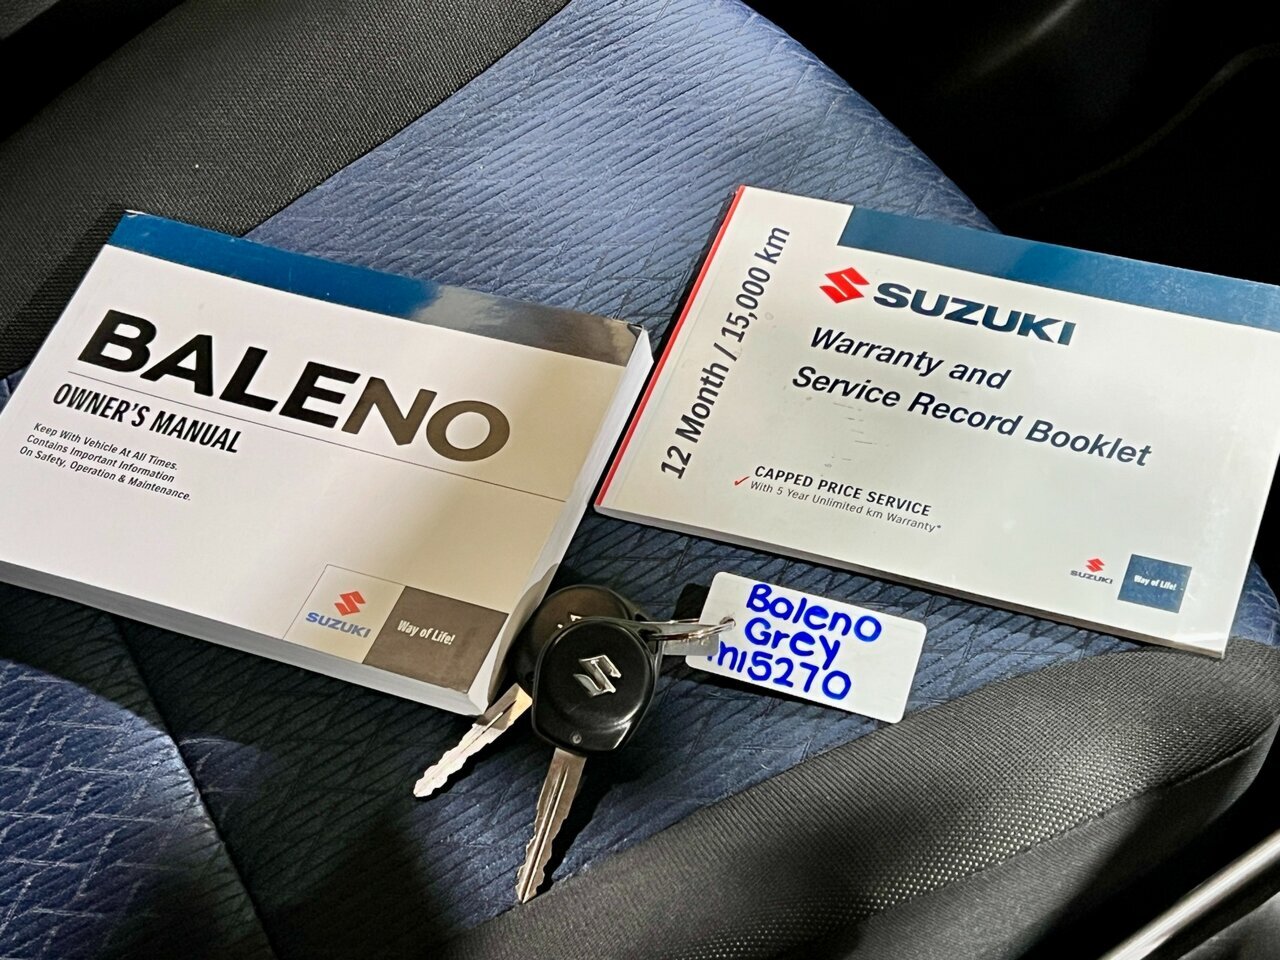 BALENO
OWNER'S MANUAL
Keep With Vehicle At All Times.
Contains Important Information
On Safety, Operation & Maintenance.
SUZUKI
Way of Life!
12 Month / 15,000 km
SUZUKI
Warranty and
Service Record Booklet
CAPPED PRICE SERVICE
With 5 Year Unlimited km Warranty*
SUZUKI
Way of Life!
Baleno
Grey
m15270